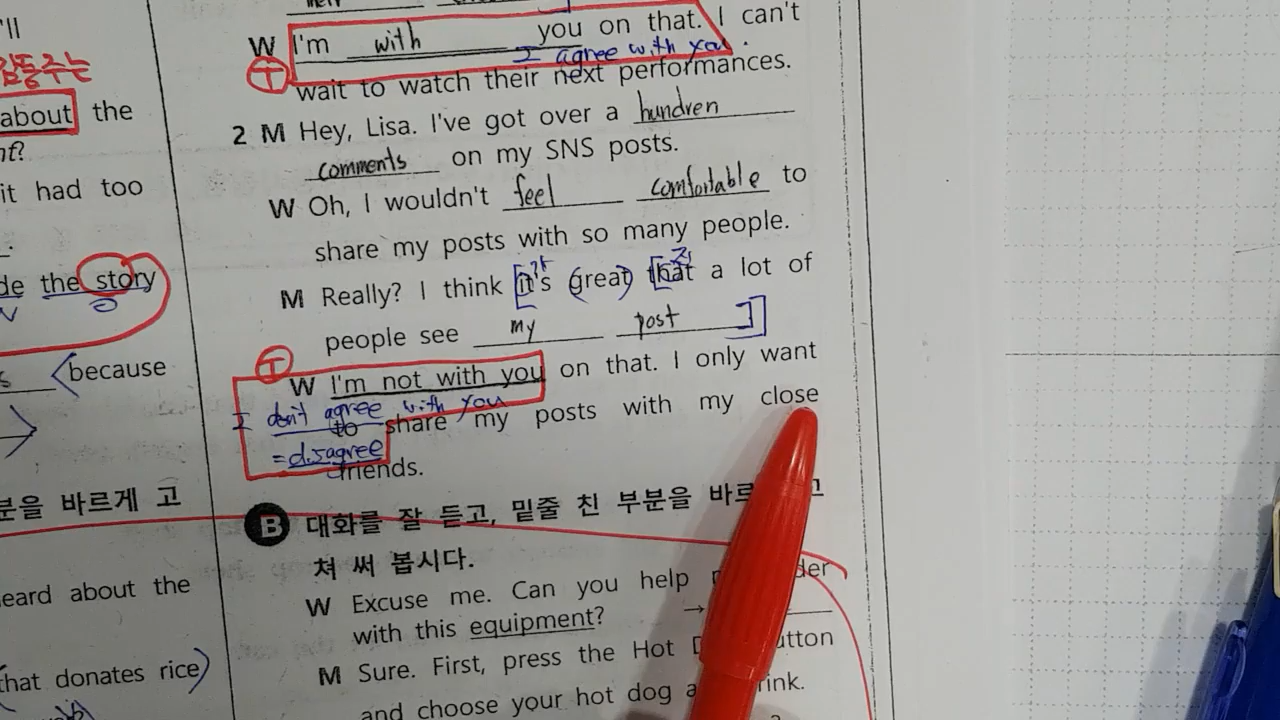 'll
about the
it had too
de the story
because
분을 바르게 고
eard about the
that donates rice)
W I'm with you on that. I can't
I agree with you.
wait to watch their next performances.
2 M Hey, Lisa. I've got over a hundren
comments on my SNS posts.
W Oh, I wouldn't feel comfortable to
share my posts with so many people.
M Really? I think [it's (great) [that a lot of
people see my post ]]
T
W I'm not with you on that. I only want
I don't agree with you
to share my posts with my close
= disagree
friends.
B 대화를 잘 듣고, 밑줄 친 부분을 바르 고
쳐 써 봅시다.
W Excuse me. Can you help der
with this equipment? →
M Sure. First, press the Hot D utton
and choose your hot dog a rink.